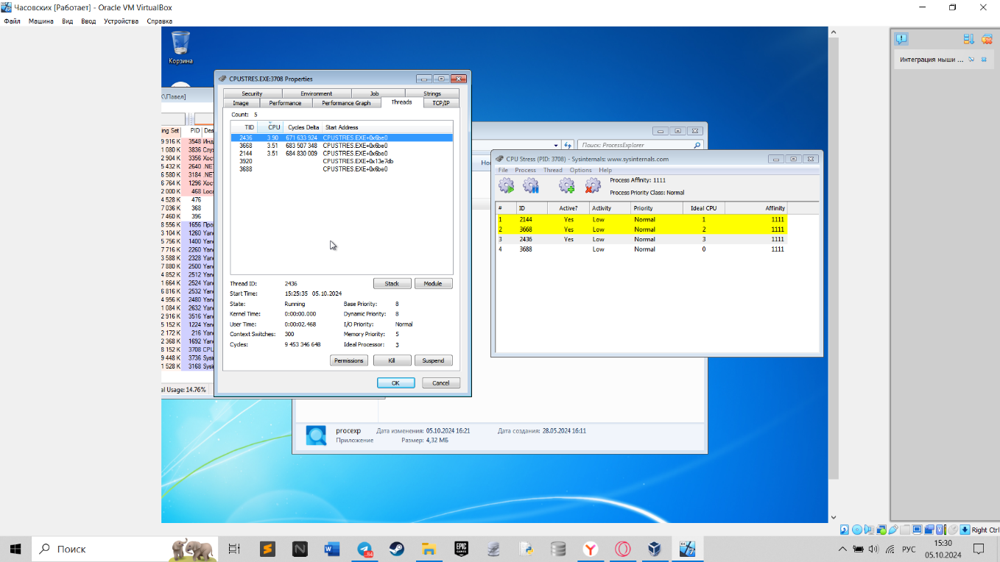 Часовских [Работает] - Oracle VM VirtualBox
Файл Машина Вид Ввод Устройства Справка
Корзина
Интеграция мыши ...
\Павел]
ing Set PID
9 916 K 3548 Инд
1 080 K 3836 Слу
2 904 K 3356 Хос
5 432 K 2640 .NET
6 580 K 3184 .NET
6 764 K 1296 Хост
2 000 K 468 Loca
4 528 K 476
7 036 K 368
7 460 K 396
8 556 K 1656 Про
3 104 K 1260 Yan
5 756 K 1400 Yan
7 716 K 2260 Yan
3 588 K 2328 Yan
7 880 K 2500 Yan
4 852 K 2512 Yan
1 664 K 2524 Yan
6 816 K 2532 Yan
4 956 K 2480 Yan
1 084 K 2632 Yan
2 916 K 3516 Yan
5 152 K 1224 Yan
2 172 K 216 Yan
2 368 K 1692 Yan
8 152 K 3708 CPU
9 448 K 3736 Sysi
1 528 K 3168 Sysi
al Usage: 14.76%
CPUSTRES.EXE:3708 Properties
Security Environment Job Strings
Image Performance Performance Graph Threads TCP/IP
Count: 5
TID CPU Cycles Delta Start Address
2436 3.90 671 633 924 CPUSTRES.EXE+0x6be0
3668 3.51 683 507 348 CPUSTRES.EXE+0x6be0
2144 3.51 684 830 009 CPUSTRES.EXE+0x6be0
3920 CPUSTRES.EXE+0x13e7db
3688 CPUSTRES.EXE+0x6be0
Thread ID: 2436 Stack Module
Start Time: 15:25:35 05.10.2024
State: Running Base Priority: 8
Kernel Time: 0:00:00.000 Dynamic Priority: 8
User Time: 0:00:02.468 I/O Priority: Normal
Context Switches: 300 Memory Priority: 5
Cycles: 9 453 346 648 Ideal Processor: 3
Permissions Kill Suspend
OK Cancel
Поиск: ProcessExplorer
Но
CPU Stress (PID: 3708) - Sysinternals: www.sysinternals.com
File Process Thread Options Help
Process Affinity: 1111
Process Priority Class: Normal
# ID Active? Activity Priority Ideal CPU Affinity
1 2144 Yes Low Normal 1 1111
2 3668 Yes Low Normal 2 1111
3 2436 Yes Low Normal 3 1111
4 3688 Low Normal 0 1111
procexp Дата изменения: 05.10.2024 16:21 Дата создания: 28.05.2024 16:11
Приложение Размер: 4,32 МБ
Right Ctrl
Поиск
РУС
15:30
05.10.2024